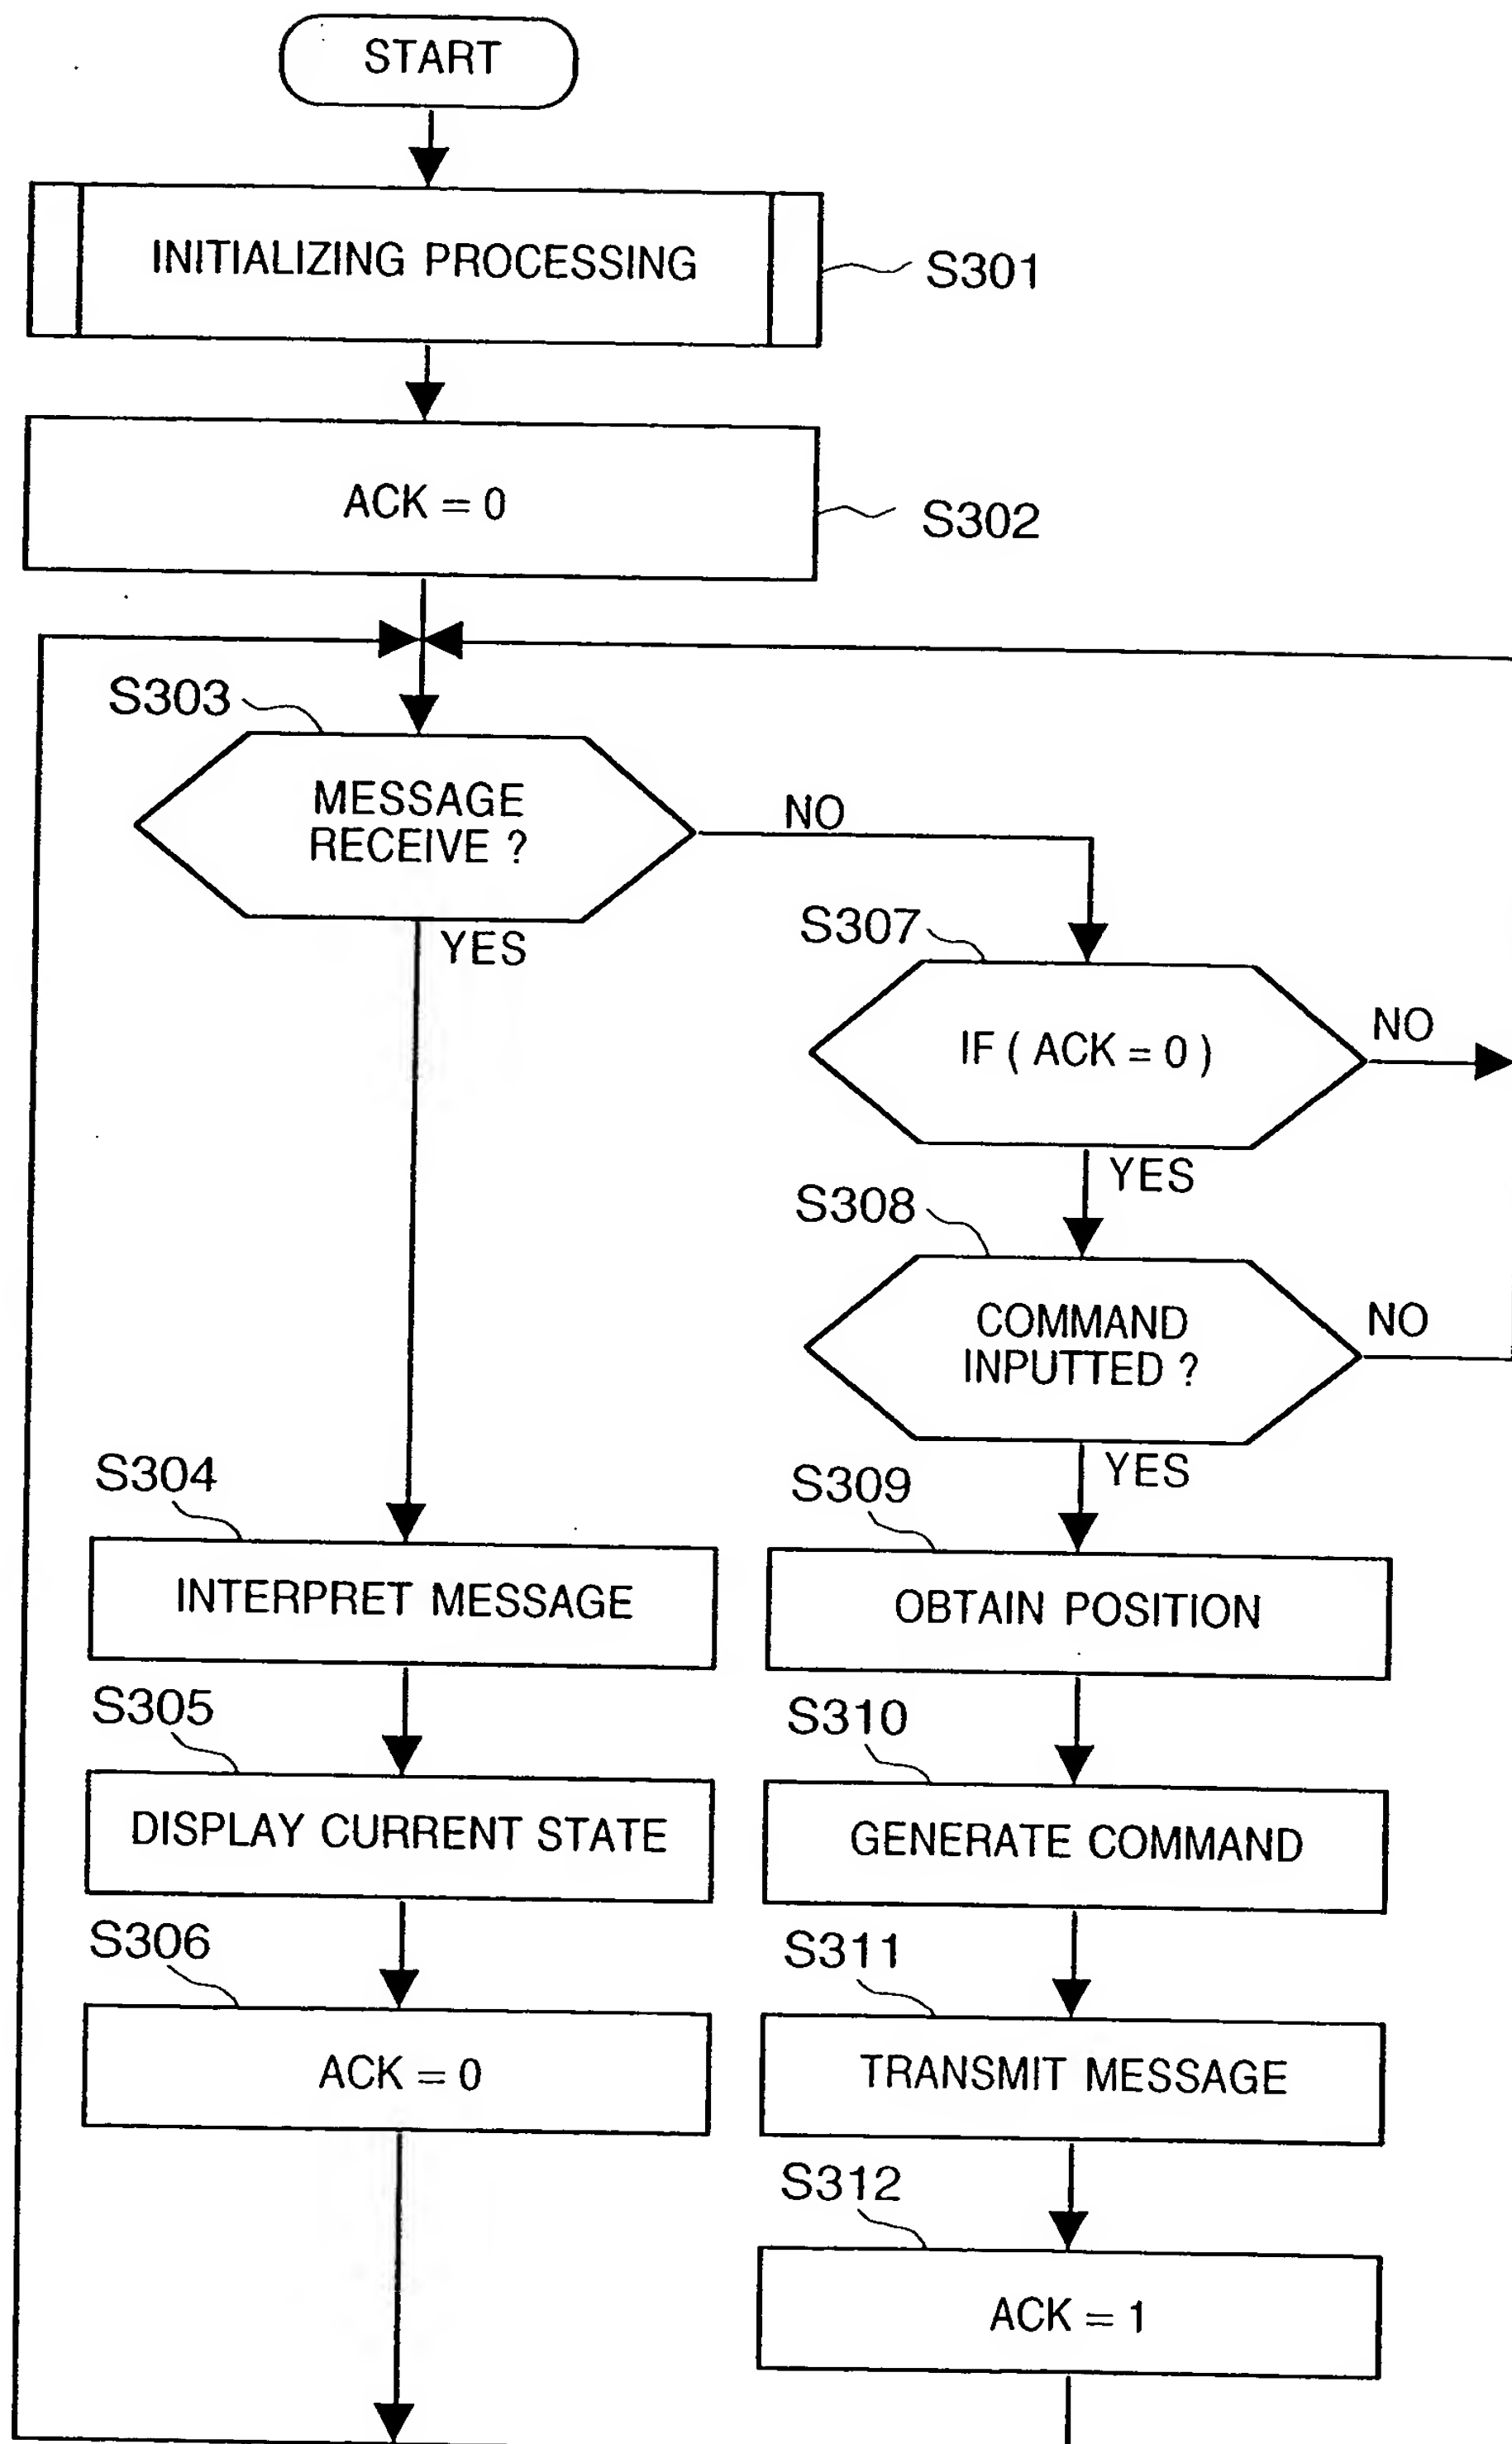 START
INITIALIZING PROCESSING
S301
ACK = 0
S302
S303
MESSAGE
RECEIVE ?
NO
YES
S307
IF ( ACK = 0 )
NO
YES
S308
COMMAND
INPUTTED ?
NO
YES
S304
INTERPRET MESSAGE
S309
OBTAIN POSITION
S305
DISPLAY CURRENT STATE
S310
GENERATE COMMAND
S306
ACK = 0
S311
TRANSMIT MESSAGE
S312
ACK = 1